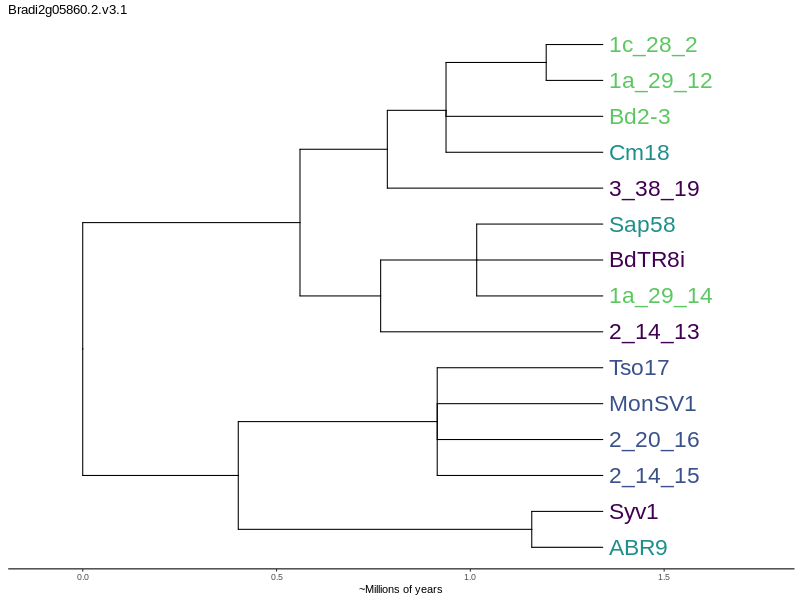 Bradi2g05860.2.v3.1
1c_28_2
1a_29_12
Bd2-3
Cm18
3_38_19
Sap58
BdTR8i
1a_29_14
2_14_13
Tso17
MonSV1
2_20_16
2_14_15
Syv1
ABR9
0.0 0.5 1.0 1.5
~Millions of years